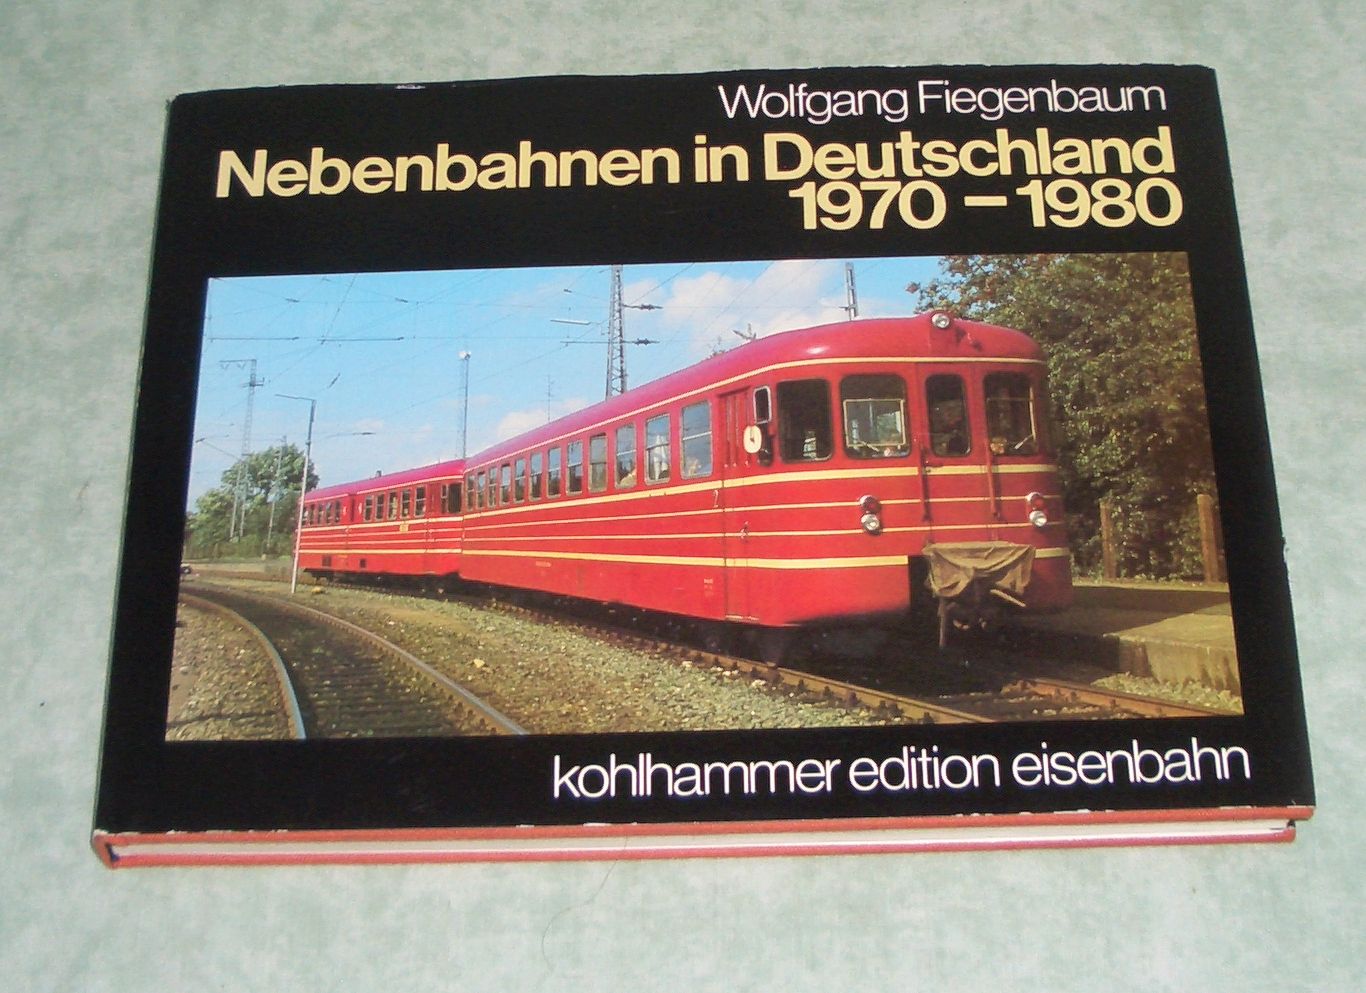 Wolfgang Fiegenbaum
Nebenbahnen in Deutschland
1970 – 1980
kohlhammer edition eisenbahn